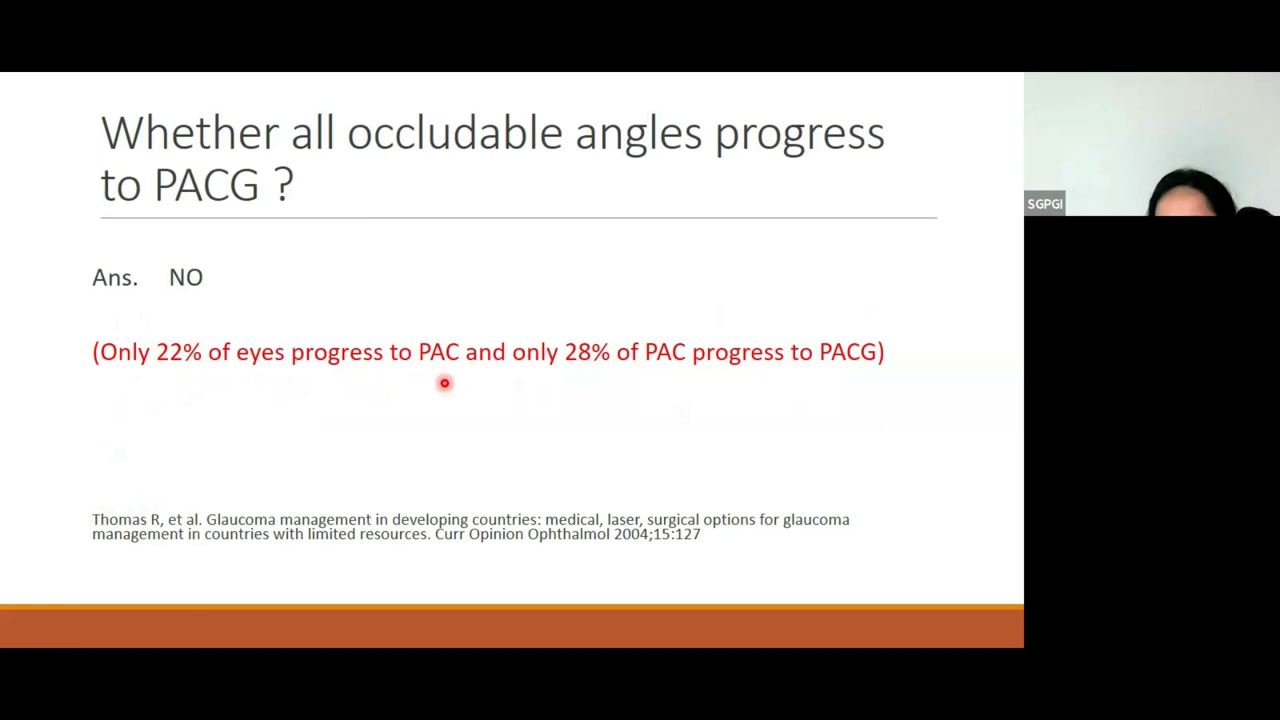 Whether all occludable angles progress
to PACG ?
Ans. NO
(Only 22% of eyes progress to PAC and only 28% of PAC progress to PACG)
Thomas R, et al. Glaucoma management in developing countries: medical, laser, surgical options for glaucoma
management in countries with limited resources. Curr Opinion Ophthalmol 2004;15:127
SGPGI